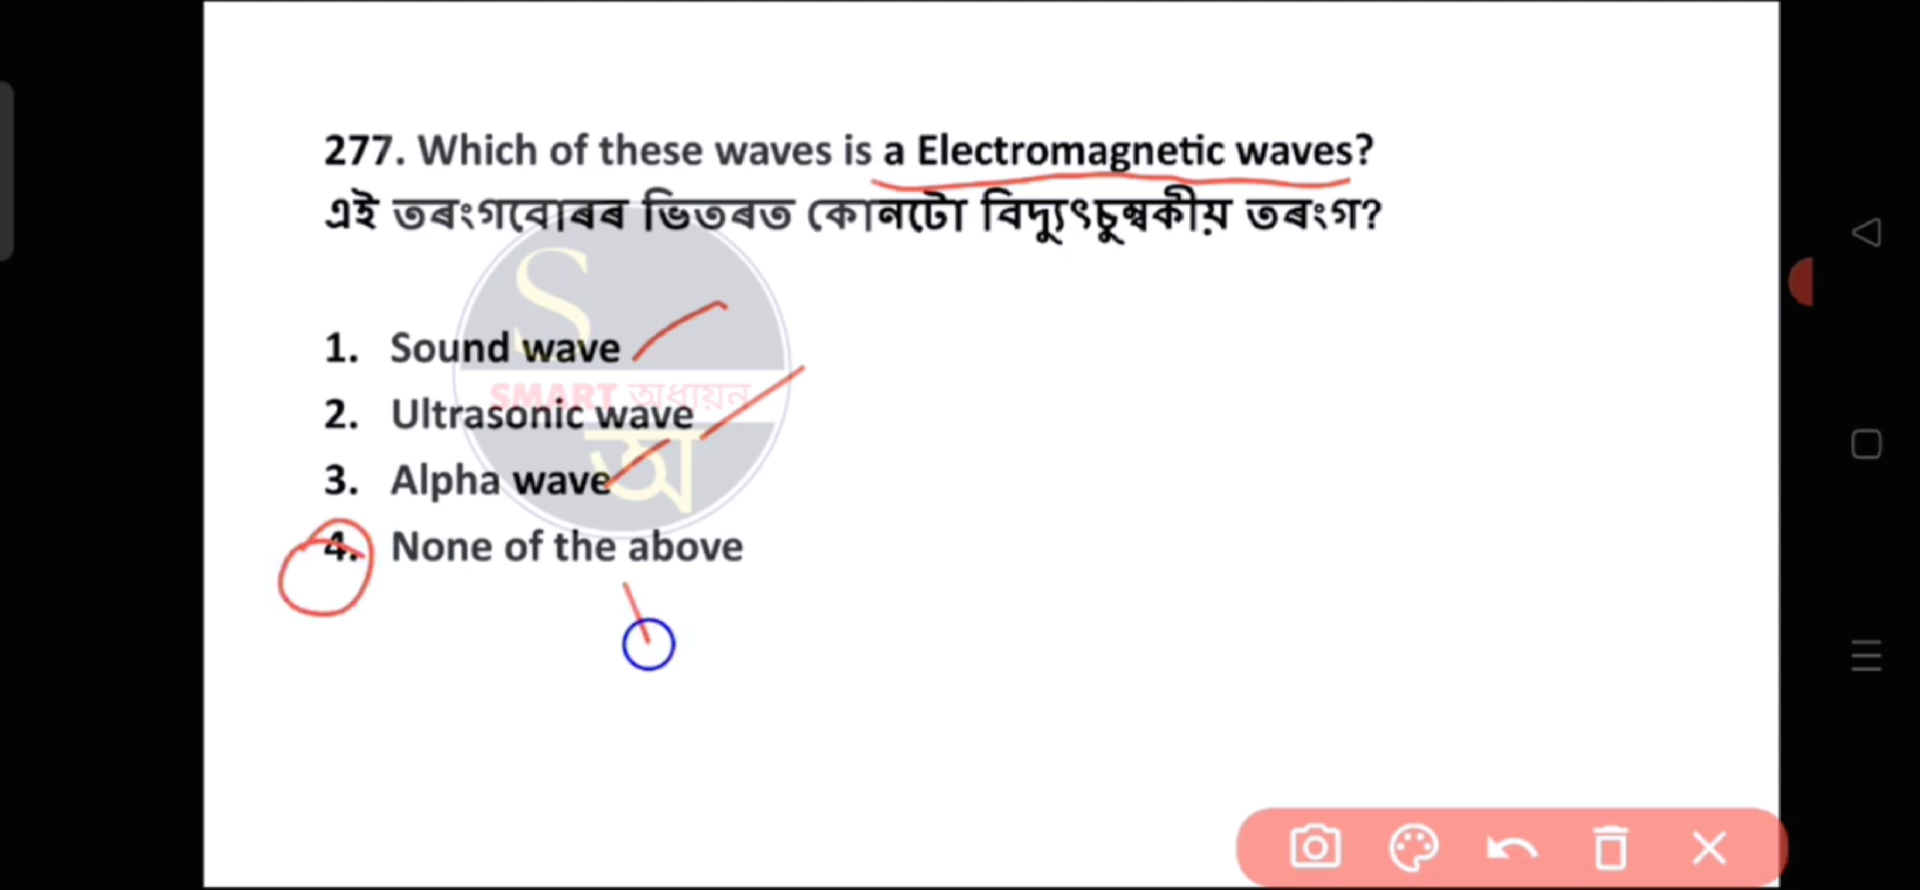 277. Which of these waves is a Electromagnetic waves?
এই তৰংগবোৰৰ ভিতৰত কোনটো বিদ্যুৎচুম্বকীয় তৰংগ?
S
1. Sound wave
SMART অধ্যয়ন
2. Ultrasonic wave
অ
3. Alpha wave
4. None of the above